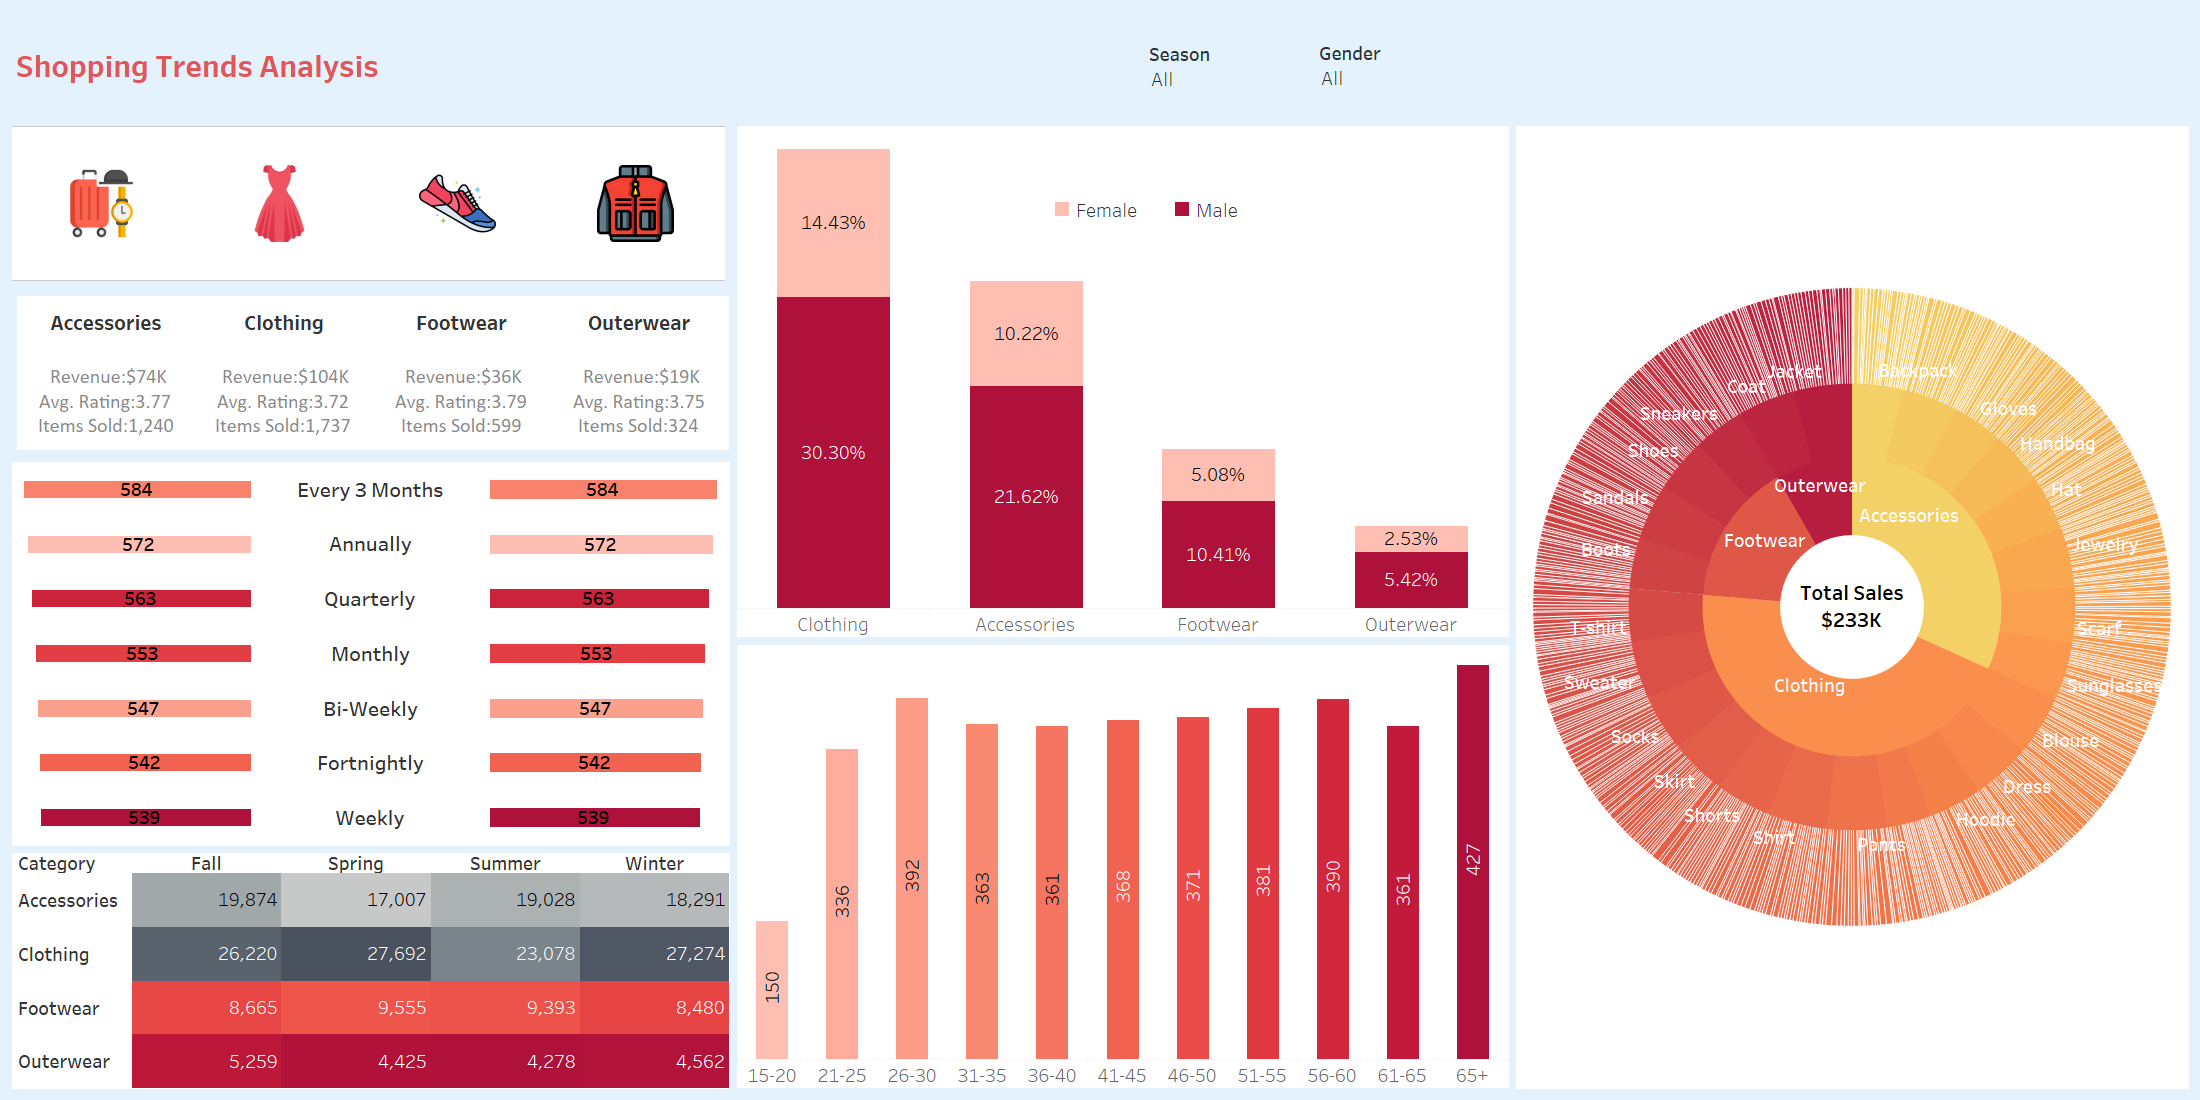 Shopping Trends Analysis
Season
All
Gender
All
Accessories
Revenue:$74K
Avg. Rating:3.77
Items Sold:1,240
Clothing
Revenue:$104K
Avg. Rating:3.72
Items Sold:1,737
Footwear
Revenue:$36K
Avg. Rating:3.79
Items Sold:599
Outerwear
Revenue:$19K
Avg. Rating:3.75
Items Sold:324
584 Every 3 Months 584
572 Annually 572
563 Quarterly 563
553 Monthly 553
547 Bi-Weekly 547
542 Fortnightly 542
539 Weekly 539
Category Fall Spring Summer Winter
Accessories 19,874 17,007 19,028 18,291
Clothing 26,220 27,692 23,078 27,274
Footwear 8,665 9,555 9,393 8,480
Outerwear 5,259 4,425 4,278 4,562
Female Male
14.43%
30.30%
10.22%
21.62%
5.08%
10.41%
2.53%
5.42%
Clothing Accessories Footwear Outerwear
150 336 392 363 361 368 371 381 390 361 427
15-20 21-25 26-30 31-35 36-40 41-45 46-50 51-55 56-60 61-65 65+
Total Sales
$233K
Accessories
Clothing
Footwear
Outerwear
Backpack
Gloves
Handbag
Hat
Jewelry
Scarf
Sunglasses
Blouse
Dress
Hoodie
Pants
Shirt
Shorts
Skirt
Socks
Sweater
T-shirt
Boots
Sandals
Shoes
Sneakers
Coat
Jacket